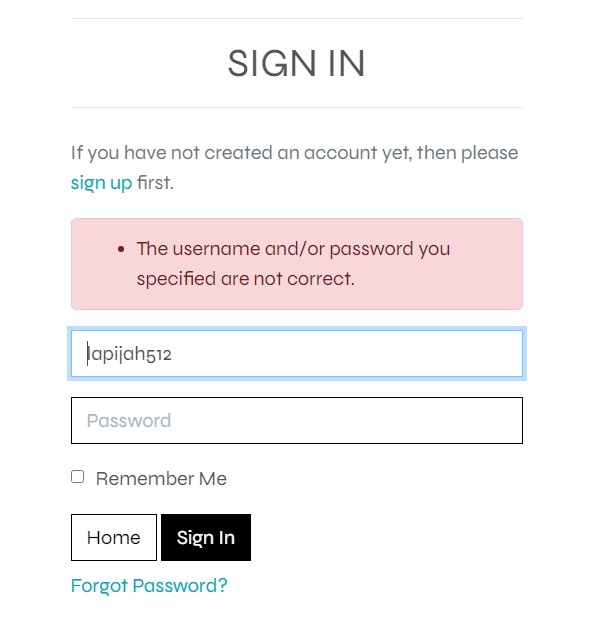 SIGN IN
If you have not created an account yet, then please
sign up first.
The username and/or password you
specified are not correct.
lapijah512
Password
Remember Me
Home
Sign In
Forgot Password?